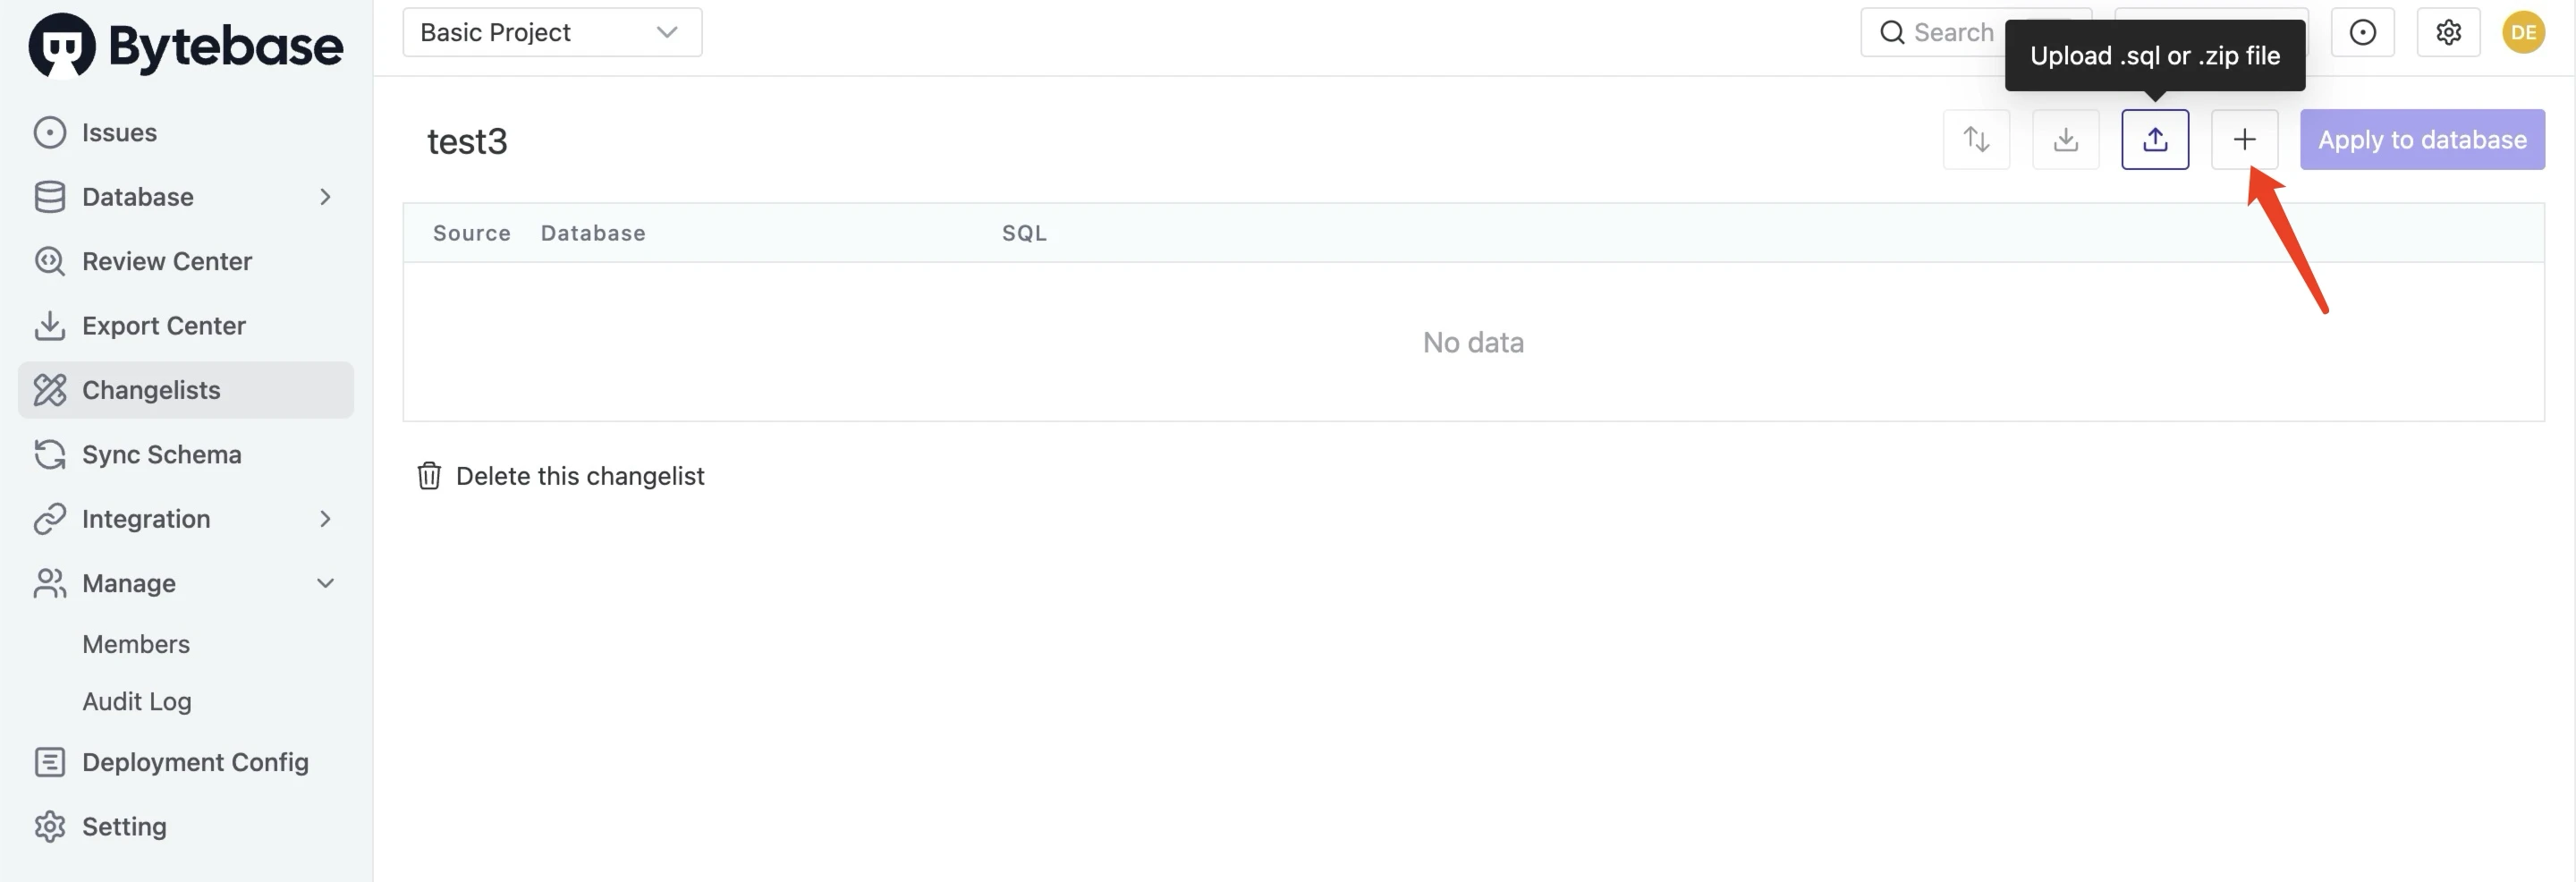 Bytebase
Issues
Database
Review Center
Export Center
Changelists
Sync Schema
Integration
Manage
Members
Audit Log
Deployment Config
Setting
Basic Project
Search
DE
Upload .sql or .zip file
test3
Apply to database
Source Database SQL
No data
Delete this changelist